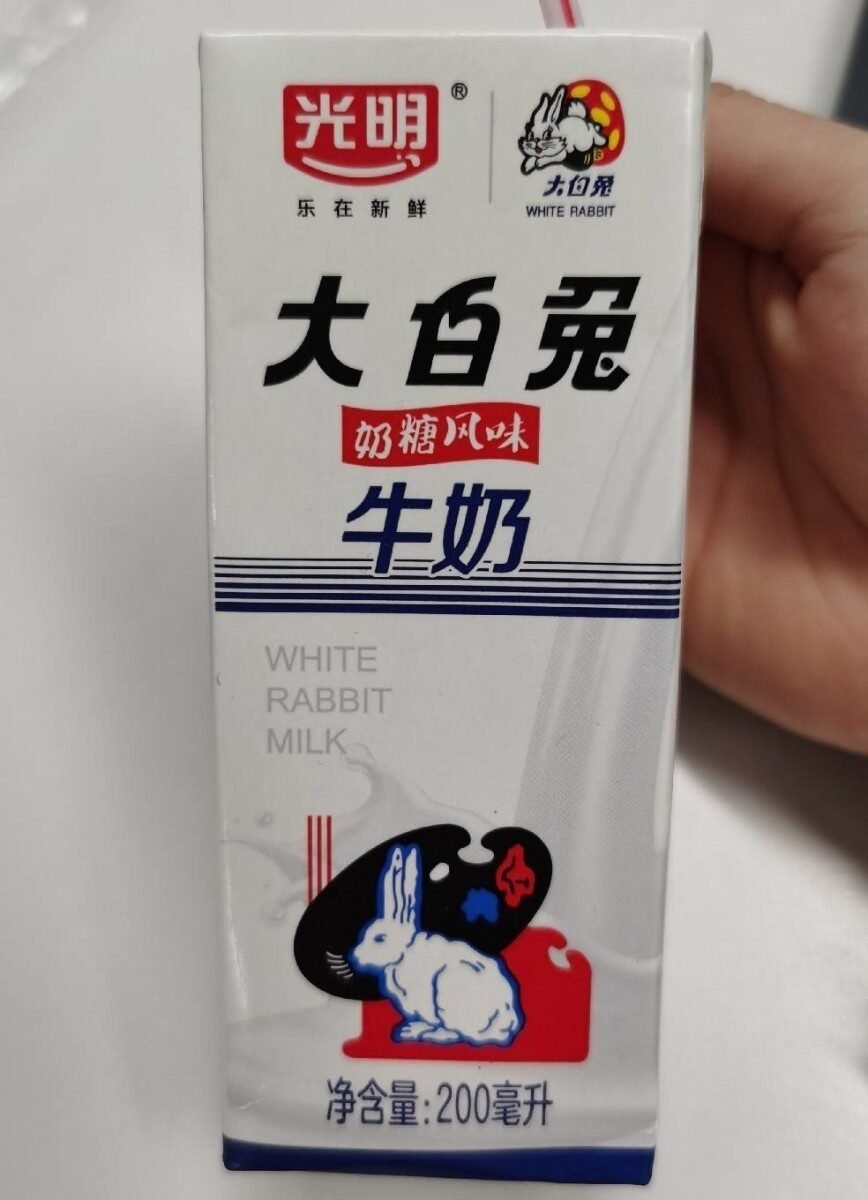 光明®
乐在新鲜
大白兔
WHITE RABBIT
大白兔
奶糖风味
牛奶
WHITE
RABBIT
MILK
净含量:200毫升